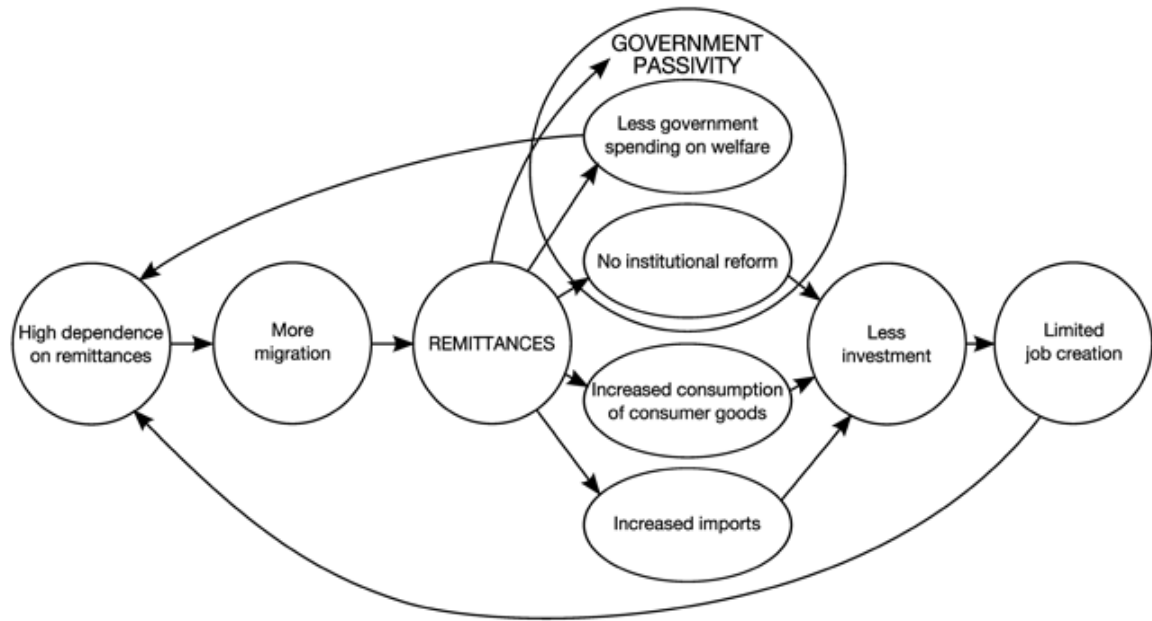 GOVERNMENT
PASSIVITY
Less government
spending on welfare
No institutional reform
High dependence
on remittances
More
migration
REMITTANCES
Increased consumption
of consumer goods
Increased imports
Less
investment
Limited
job creation